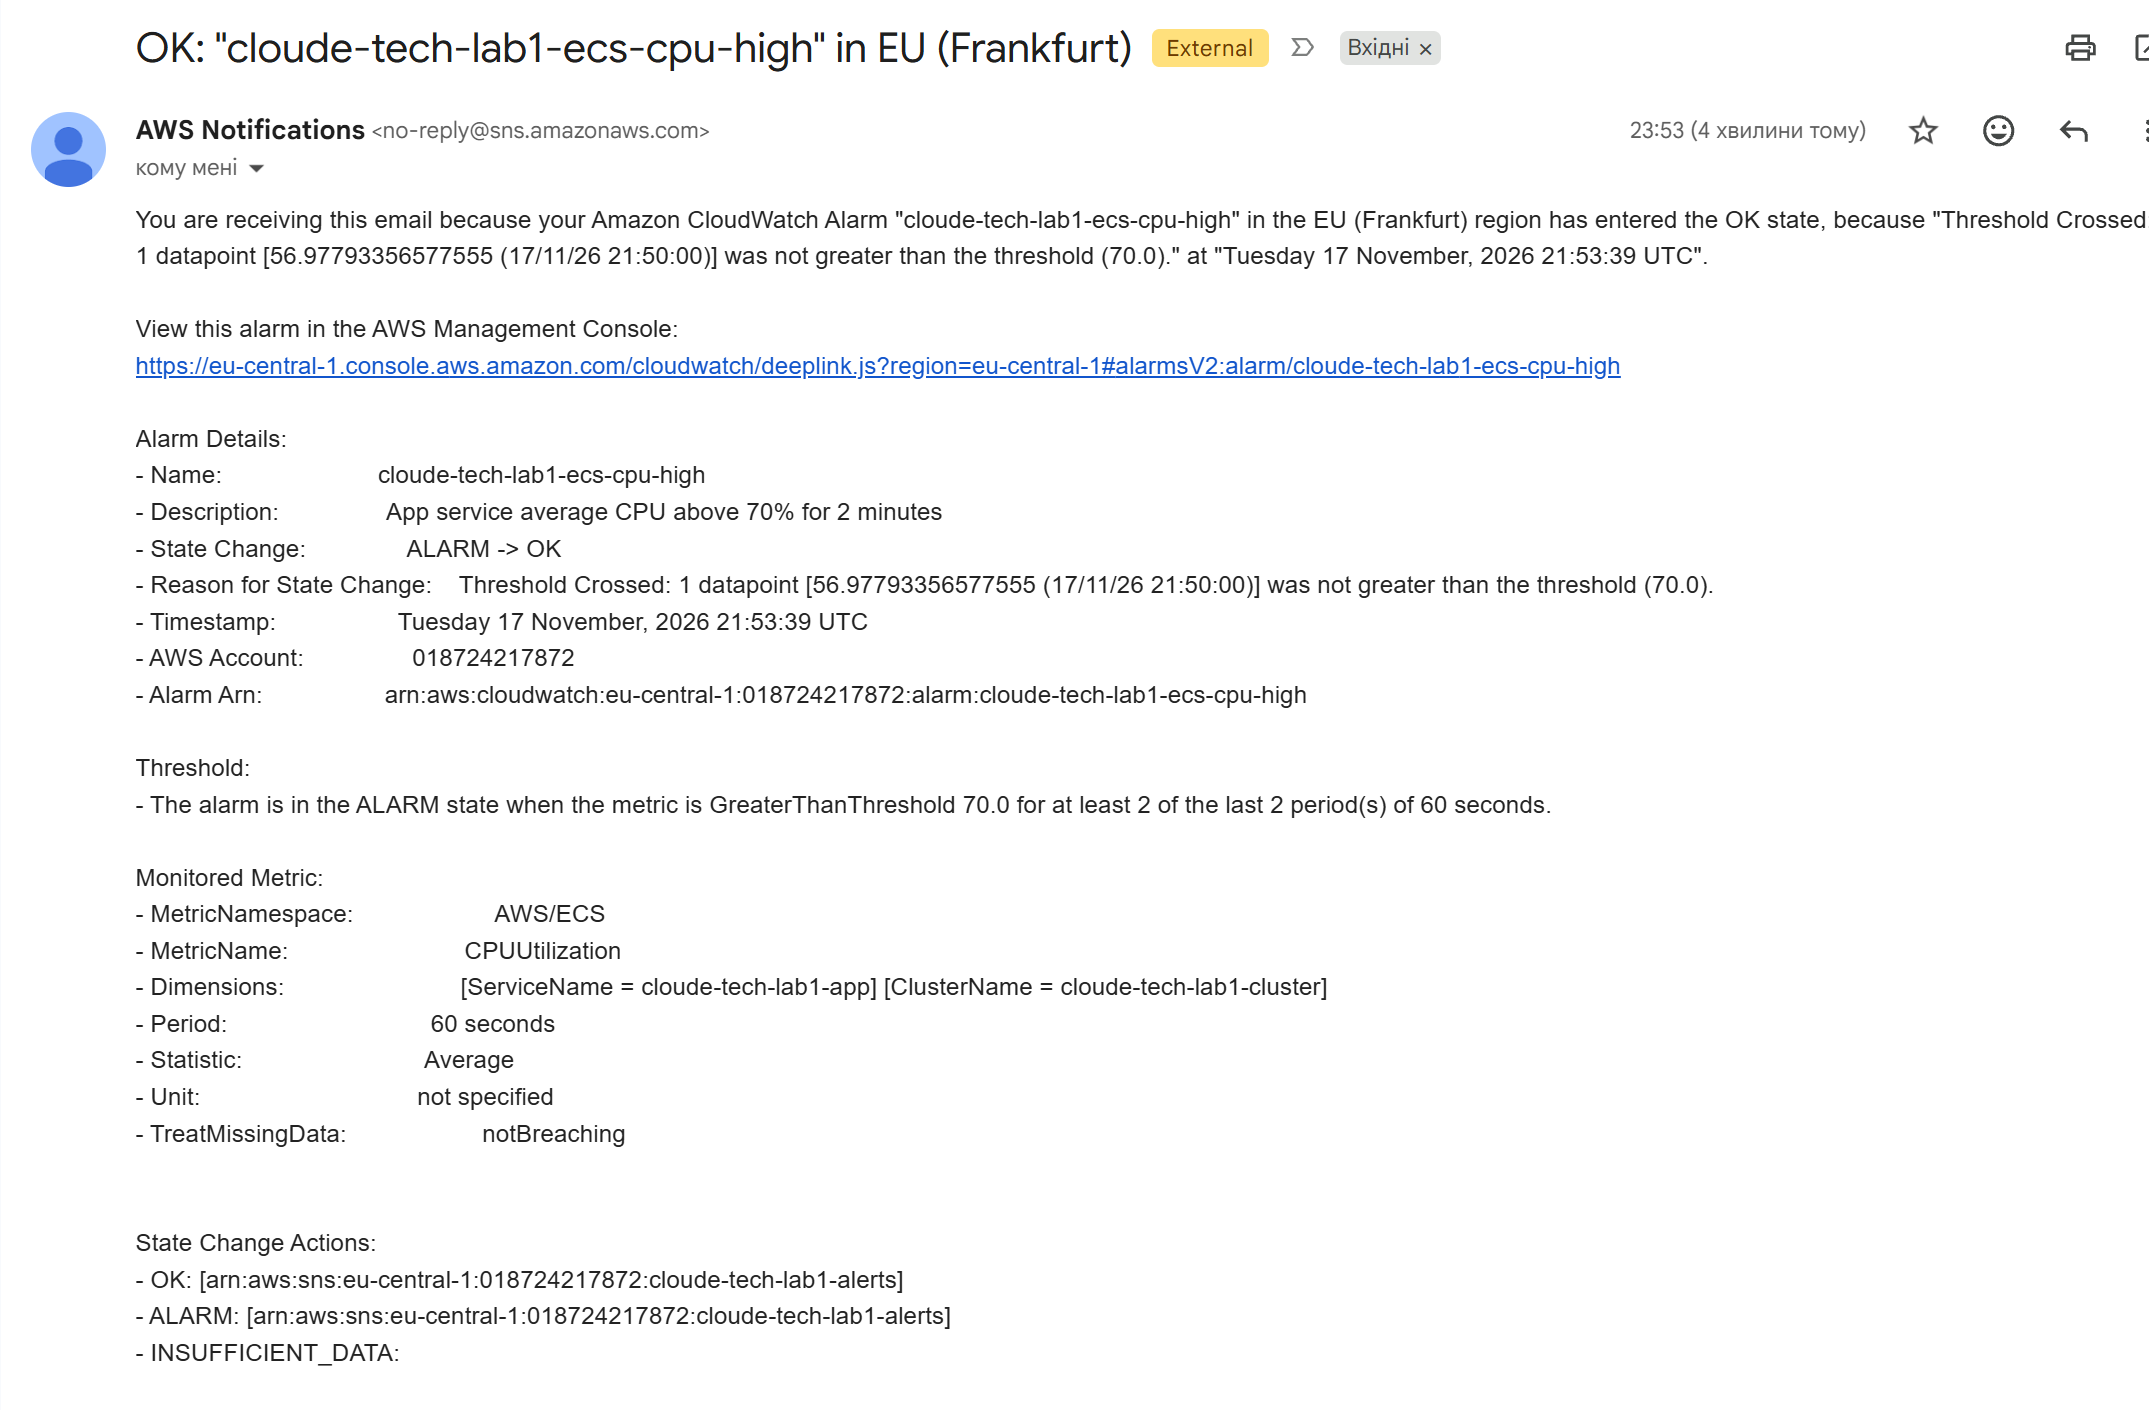 OK: "cloude-tech-lab1-ecs-cpu-high" in EU (Frankfurt) External Вхідні ×
AWS Notifications <no-reply@sns.amazonaws.com> 23:53 (4 хвилини тому)
кому мені
You are receiving this email because your Amazon CloudWatch Alarm "cloude-tech-lab1-ecs-cpu-high" in the EU (Frankfurt) region has entered the OK state, because "Threshold Crossed:
1 datapoint [56.97793356577555 (17/11/26 21:50:00)] was not greater than the threshold (70.0)." at "Tuesday 17 November, 2026 21:53:39 UTC".
View this alarm in the AWS Management Console:
https://eu-central-1.console.aws.amazon.com/cloudwatch/deeplink.js?region=eu-central-1#alarmsV2:alarm/cloude-tech-lab1-ecs-cpu-high
Alarm Details:
- Name: cloude-tech-lab1-ecs-cpu-high
- Description: App service average CPU above 70% for 2 minutes
- State Change: ALARM -> OK
- Reason for State Change: Threshold Crossed: 1 datapoint [56.97793356577555 (17/11/26 21:50:00)] was not greater than the threshold (70.0).
- Timestamp: Tuesday 17 November, 2026 21:53:39 UTC
- AWS Account: 018724217872
- Alarm Arn: arn:aws:cloudwatch:eu-central-1:018724217872:alarm:cloude-tech-lab1-ecs-cpu-high
Threshold:
- The alarm is in the ALARM state when the metric is GreaterThanThreshold 70.0 for at least 2 of the last 2 period(s) of 60 seconds.
Monitored Metric:
- MetricNamespace: AWS/ECS
- MetricName: CPUUtilization
- Dimensions: [ServiceName = cloude-tech-lab1-app] [ClusterName = cloude-tech-lab1-cluster]
- Period: 60 seconds
- Statistic: Average
- Unit: not specified
- TreatMissingData: notBreaching
State Change Actions:
- OK: [arn:aws:sns:eu-central-1:018724217872:cloude-tech-lab1-alerts]
- ALARM: [arn:aws:sns:eu-central-1:018724217872:cloude-tech-lab1-alerts]
- INSUFFICIENT_DATA: